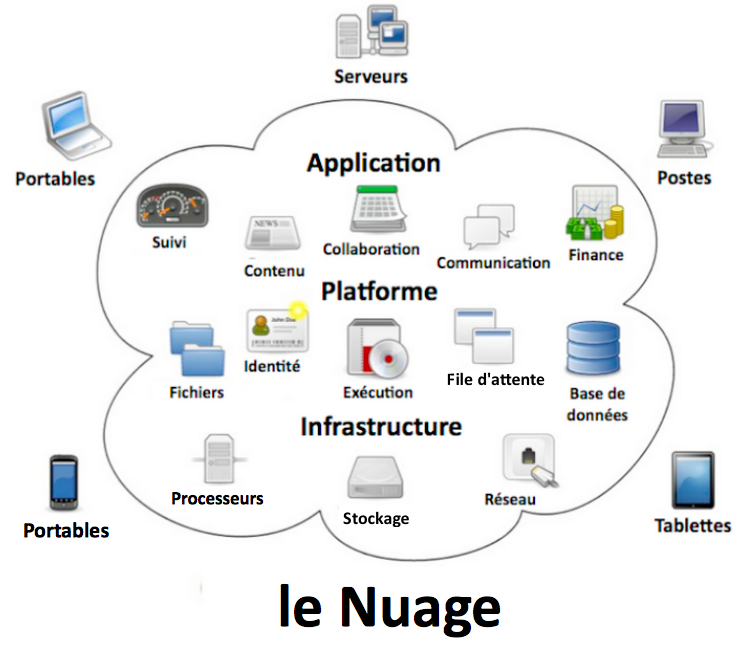 Serveurs
Portables
Postes
Application
Suivi
NEWS
Contenu
Collaboration
Communication
Finance
Platforme
Fichiers
John Doe
Identité
Exécution
File d'attente
Base de
données
Infrastructure
Processeurs
Stockage
Réseau
Portables
Tablettes
le Nuage